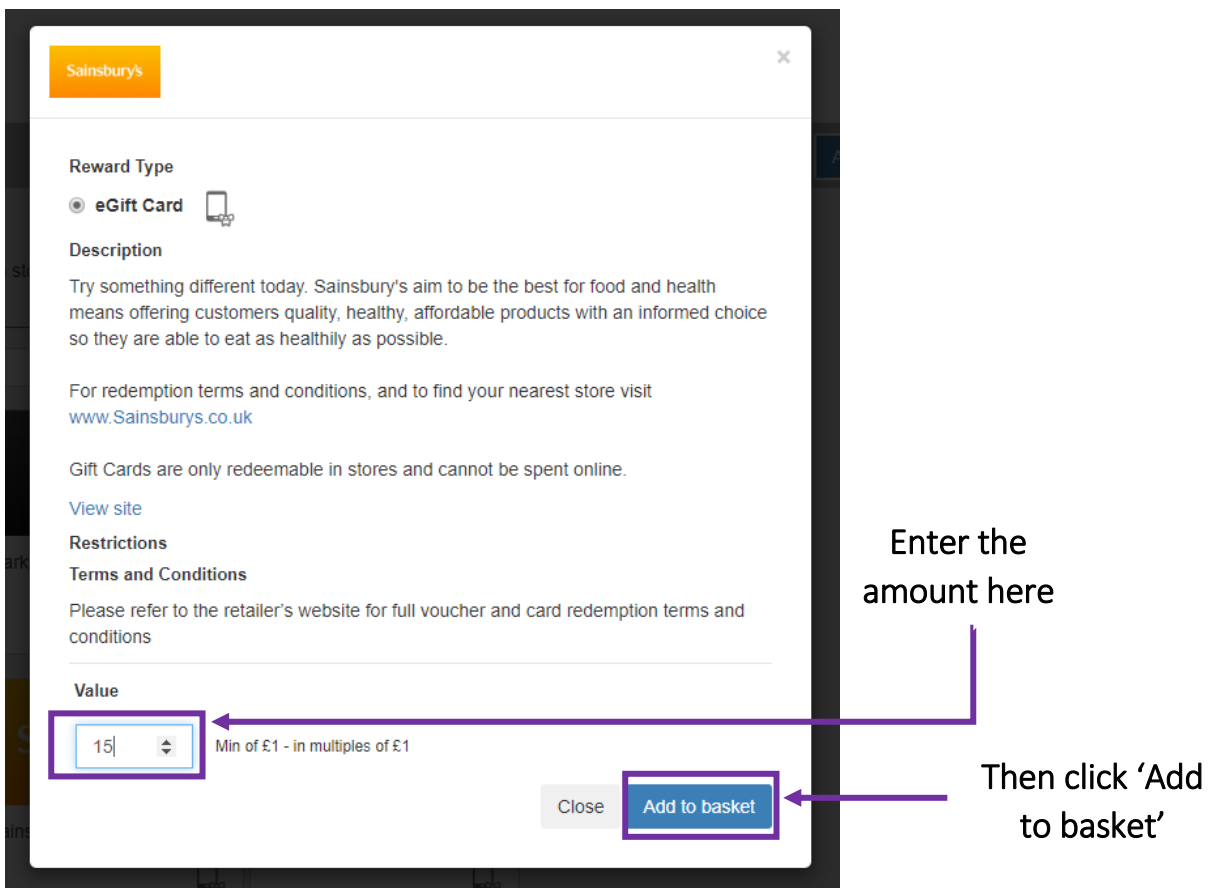 Sainsbury's
×
Reward Type
eGift Card
Description
Try something different today. Sainsbury's aim to be the best for food and health
means offering customers quality, healthy, affordable products with an informed choice
so they are able to eat as healthily as possible.
For redemption terms and conditions, and to find your nearest store visit
www.Sainsburys.co.uk
Gift Cards are only redeemable in stores and cannot be spent online.
View site
Restrictions
Terms and Conditions
Please refer to the retailer’s website for full voucher and card redemption terms and
conditions
Value
15
Min of £1 - in multiples of £1
Close
Add to basket
Enter the
amount here
Then click ‘Add
to basket’